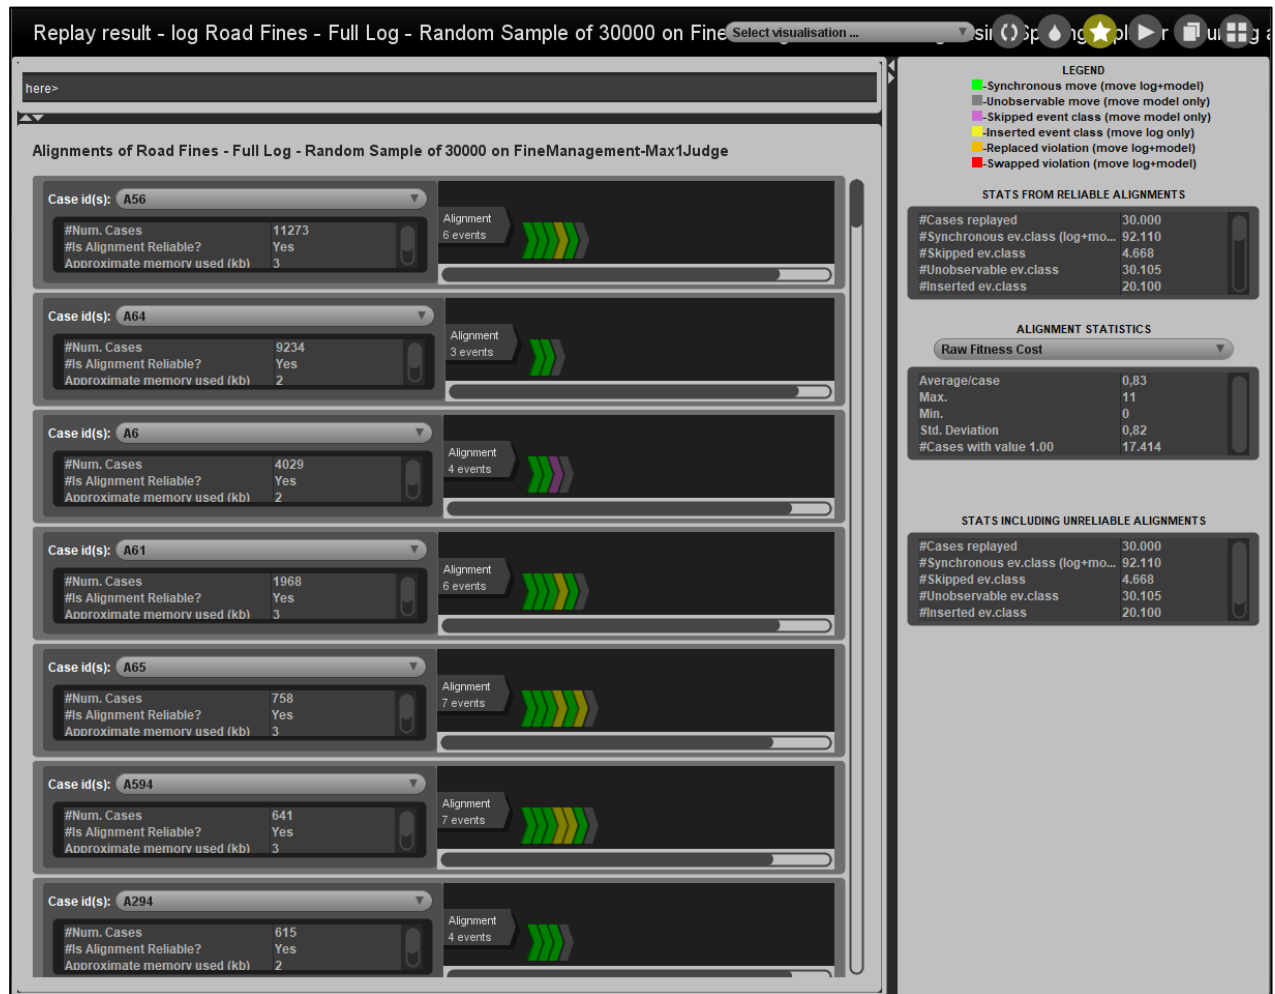 Replay result - log Road Fines - Full Log - Random Sample of 30000 on Fine
Select visualisation ...
here>
Alignments of Road Fines - Full Log - Random Sample of 30000 on FineManagement-Max1Judge
Case id(s): A56
#Num. Cases 11273
#Is Alignment Reliable? Yes
Approximate memory used (kb) 3
Alignment
6 events
Case id(s): A64
#Num. Cases 9234
#Is Alignment Reliable? Yes
Approximate memory used (kb) 2
Alignment
3 events
Case id(s): A6
#Num. Cases 4029
#Is Alignment Reliable? Yes
Approximate memory used (kb) 2
Alignment
4 events
Case id(s): A61
#Num. Cases 1968
#Is Alignment Reliable? Yes
Approximate memory used (kb) 3
Alignment
6 events
Case id(s): A65
#Num. Cases 758
#Is Alignment Reliable? Yes
Approximate memory used (kb) 3
Alignment
7 events
Case id(s): A594
#Num. Cases 641
#Is Alignment Reliable? Yes
Approximate memory used (kb) 3
Alignment
7 events
Case id(s): A294
#Num. Cases 615
#Is Alignment Reliable? Yes
Approximate memory used (kb) 2
Alignment
4 events
LEGEND
-Synchronous move (move log+model)
-Unobservable move (move model only)
-Skipped event class (move model only)
-Inserted event class (move log only)
-Replaced violation (move log+model)
-Swapped violation (move log+model)
STATS FROM RELIABLE ALIGNMENTS
#Cases replayed 30.000
#Synchronous ev.class (log+mo... 92.110
#Skipped ev.class 4.668
#Unobservable ev.class 30.105
#Inserted ev.class 20.100
ALIGNMENT STATISTICS
Raw Fitness Cost
Average/case 0,83
Max. 11
Min. 0
Std. Deviation 0,82
#Cases with value 1.00 17.414
STATS INCLUDING UNRELIABLE ALIGNMENTS
#Cases replayed 30.000
#Synchronous ev.class (log+mo... 92.110
#Skipped ev.class 4.668
#Unobservable ev.class 30.105
#Inserted ev.class 20.100